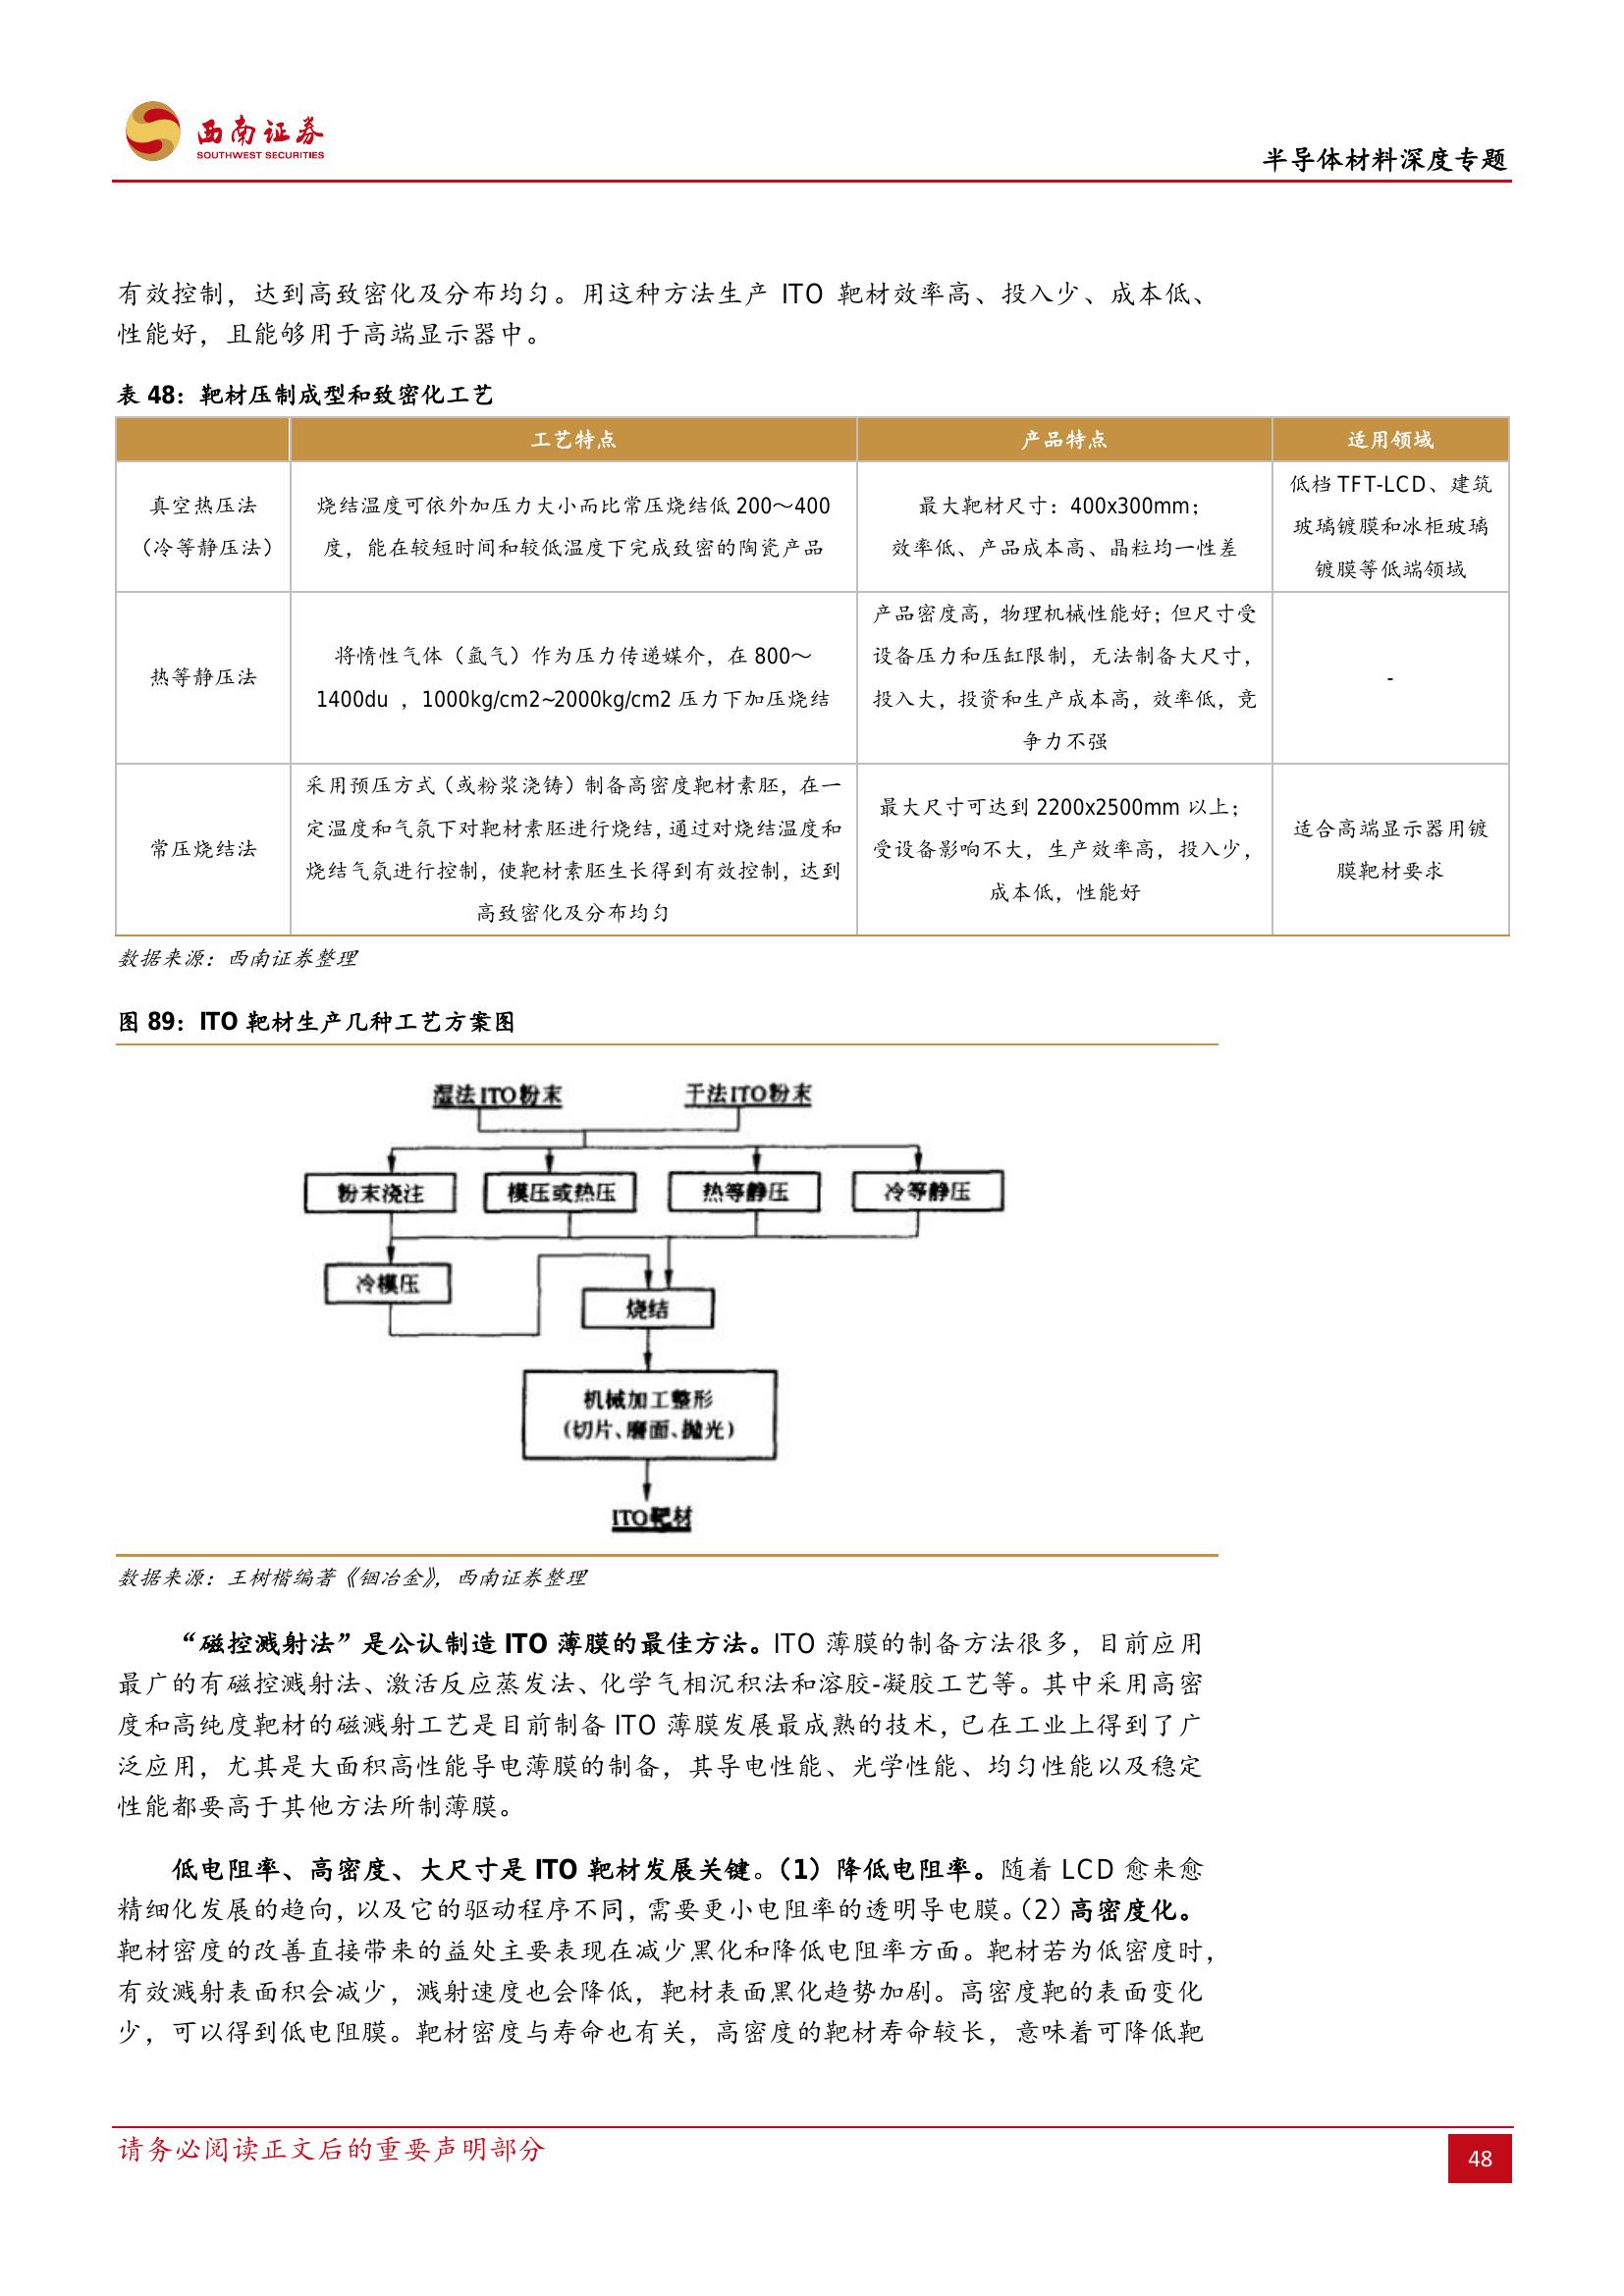 西南证券
SOUTHWEST SECURITIES
半导体材料深度专题
有效控制，达到高致密化及分布均匀。用这种方法生产 ITO 靶材效率高、投入少、成本低、
性能好，且能够用于高端显示器中。
表 48：靶材压制成型和致密化工艺
工艺特点
产品特点
适用领域
真空热压法
（冷等静压法）
烧结温度可依外加压力大小而比常压烧结低 200～400
度，能在较短时间和较低温度下完成致密的陶瓷产品
最大靶材尺寸：400x300mm；
效率低、产品成本高、晶粒均一性差
低档 TFT-LCD、建筑
玻璃镀膜和冰柜玻璃
镀膜等低端领域
热等静压法
将惰性气体（氩气）作为压力传递媒介，在 800～
1400du ，1000kg/cm2~2000kg/cm2 压力下加压烧结
产品密度高，物理机械性能好；但尺寸受
设备压力和压缸限制，无法制备大尺寸，
投入大，投资和生产成本高，效率低，竞
争力不强
-
常压烧结法
采用预压方式（或粉浆浇铸）制备高密度靶材素胚，在一
定温度和气氛下对靶材素胚进行烧结，通过对烧结温度和
烧结气氛进行控制，使靶材素胚生长得到有效控制，达到
高致密化及分布均匀
最大尺寸可达到 2200x2500mm 以上；
受设备影响不大，生产效率高，投入少，
成本低，性能好
适合高端显示器用镀
膜靶材要求
数据来源：西南证券整理
图 89：ITO 靶材生产几种工艺方案图
湿法ITO粉末
干法ITO粉末
粉末浇注
模压或热压
热等静压
冷等静压
冷模压
烧结
机械加工整形
(切片、磨面、抛光)
ITO靶材
数据来源：王树楷编著《铟冶金》，西南证券整理
“磁控溅射法”是公认制造 ITO 薄膜的最佳方法。ITO 薄膜的制备方法很多，目前应用
最广的有磁控溅射法、激活反应蒸发法、化学气相沉积法和溶胶-凝胶工艺等。其中采用高密
度和高纯度靶材的磁溅射工艺是目前制备 ITO 薄膜发展最成熟的技术，已在工业上得到了广
泛应用，尤其是大面积高性能导电薄膜的制备，其导电性能、光学性能、均匀性能以及稳定
性能都要高于其他方法所制薄膜。
低电阻率、高密度、大尺寸是 ITO 靶材发展关键。（1）降低电阻率。随着 LCD 愈来愈
精细化发展的趋向，以及它的驱动程序不同，需要更小电阻率的透明导电膜。（2）高密度化。
靶材密度的改善直接带来的益处主要表现在减少黑化和降低电阻率方面。靶材若为低密度时，
有效溅射表面积会减少，溅射速度也会降低，靶材表面黑化趋势加剧。高密度靶的表面变化
少，可以得到低电阻膜。靶材密度与寿命也有关，高密度的靶材寿命较长，意味着可降低靶
请务必阅读正文后的重要声明部分
48